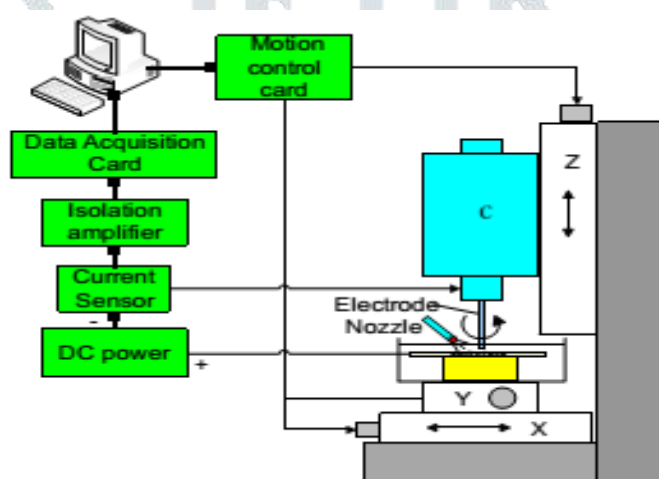 Motion
control
card
Data Acquisition
Card
Isolation
amplifier
Current
Sensor
-
DC power
+
Z
C
Electrode
Nozzle
Y
X